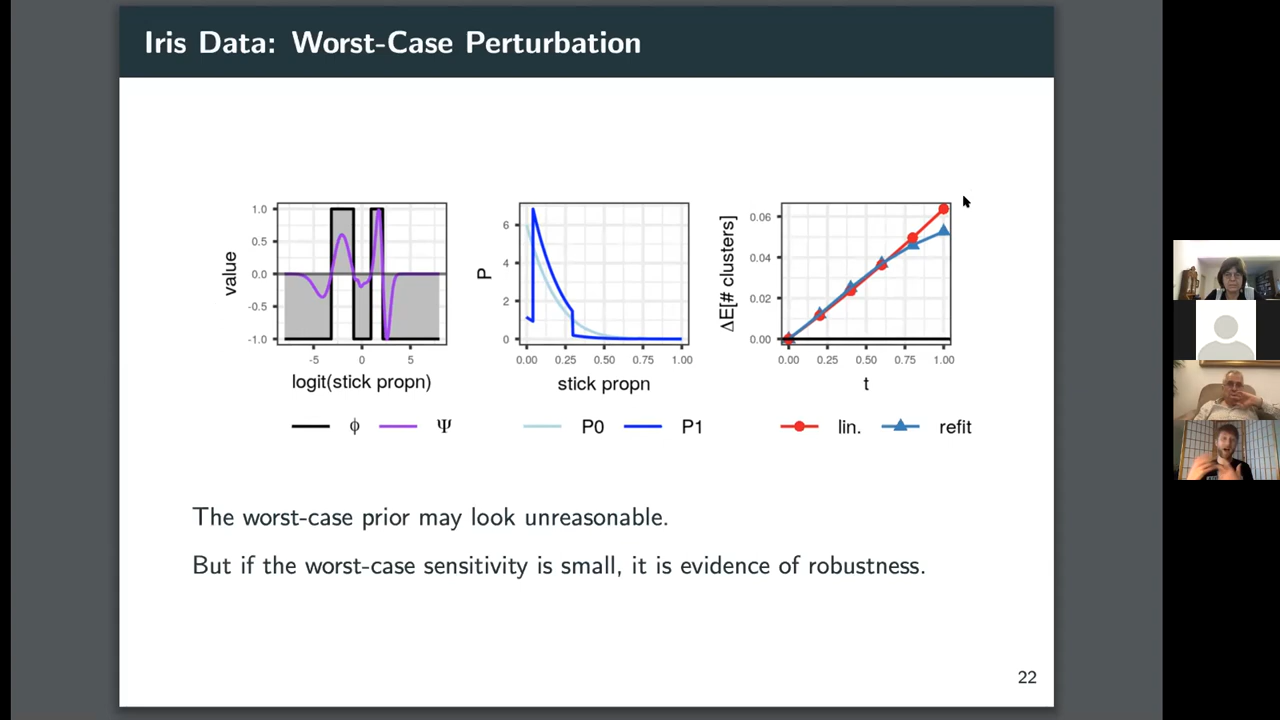 Iris Data: Worst-Case Perturbation
value
1.0
0.5
0.0
-0.5
-1.0
-5 0 5
logit(stick propn)
ϕ Ψ
P
6
4
2
0
0.00 0.25 0.50 0.75 1.00
stick propn
P0 P1
ΔE[# clusters]
0.06
0.04
0.02
0.00
0.00 0.25 0.50 0.75 1.00
t
lin. refit
The worst-case prior may look unreasonable.
But if the worst-case sensitivity is small, it is evidence of robustness.
22